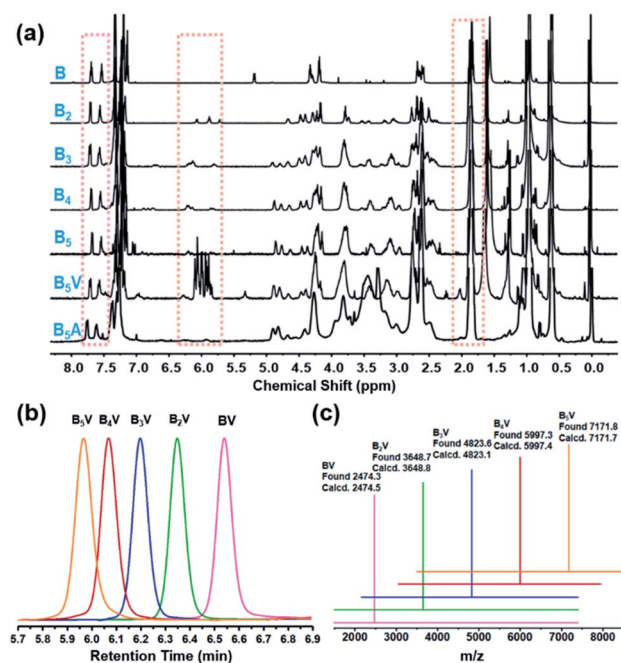 (a)
B
B₂
B₃
B₄
B₅
B₅V
B₅A
8.0 7.5 7.0 6.5 6.0 5.5 5.0 4.5 4.0 3.5 3.0 2.5 2.0 1.5 1.0 0.5 0.0
Chemical Shift (ppm)
(b)
B₅V B₄V B₃V B₂V BV
5.7 5.8 5.9 6.0 6.1 6.2 6.3 6.4 6.5 6.6 6.7 6.8 6.9
Retention Time (min)
(c)
BV
Found 2474.3
Calcd. 2474.5
B₂V
Found 3648.7
Calcd. 3648.8
B₃V
Found 4823.6
Calcd. 4823.1
B₄V
Found 5997.3
Calcd. 5997.4
B₅V
Found 7171.8
Calcd. 7171.7
2000 3000 4000 5000 6000 7000 8000
m/z